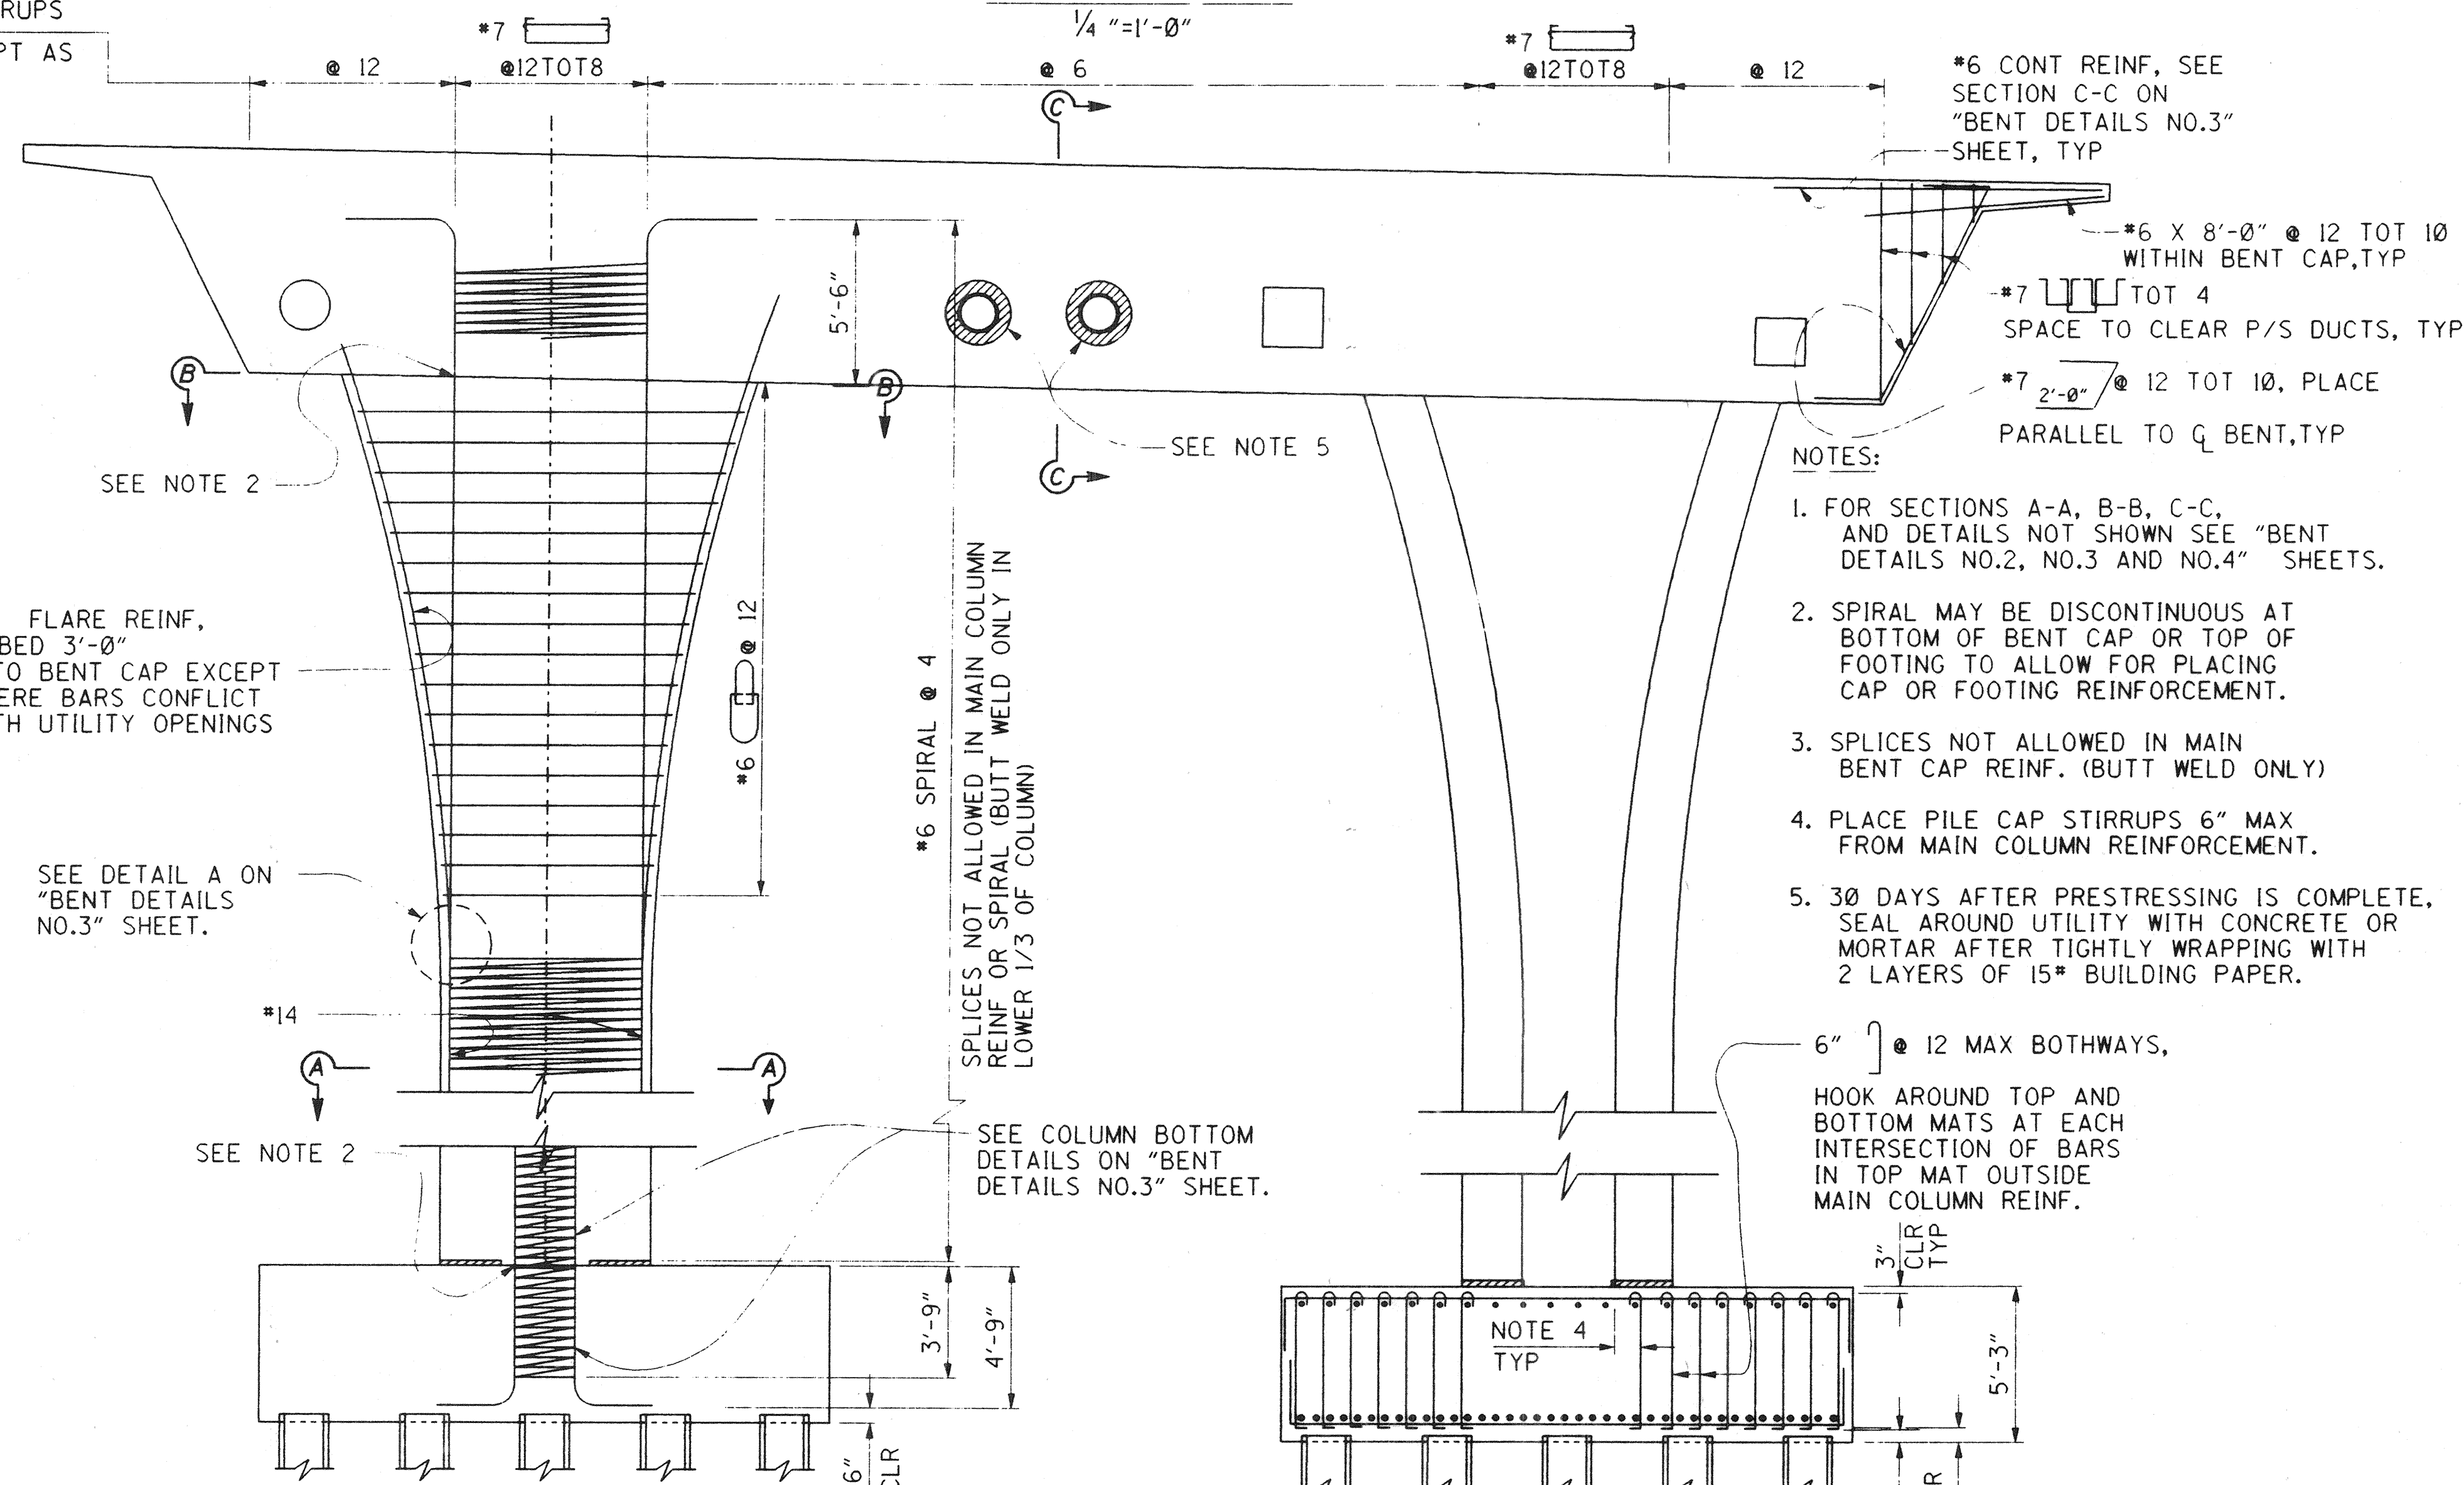 RUPS
PT AS
#7
1/4 "=1'-0"
#7
@ 12
@12TOT8
@ 6
@12TOT8
@ 12
C
#6 CONT REINF, SEE
SECTION C-C ON
"BENT DETAILS NO.3"
SHEET, TYP
#6 X 8'-0" @ 12 TOT 10
WITHIN BENT CAP,TYP
#7 TOT 4
SPACE TO CLEAR P/S DUCTS, TYP
#7 2'-0" @ 12 TOT 10, PLACE
PARALLEL TO ℄ BENT,TYP
5'-6"
B
B
SEE NOTE 2
SEE NOTE 5
C
NOTES:
1. FOR SECTIONS A-A, B-B, C-C,
AND DETAILS NOT SHOWN SEE "BENT
DETAILS NO.2, NO.3 AND NO.4" SHEETS.
2. SPIRAL MAY BE DISCONTINUOUS AT
BOTTOM OF BENT CAP OR TOP OF
FOOTING TO ALLOW FOR PLACING
CAP OR FOOTING REINFORCEMENT.
3. SPLICES NOT ALLOWED IN MAIN
BENT CAP REINF. (BUTT WELD ONLY)
4. PLACE PILE CAP STIRRUPS 6" MAX
FROM MAIN COLUMN REINFORCEMENT.
5. 30 DAYS AFTER PRESTRESSING IS COMPLETE,
SEAL AROUND UTILITY WITH CONCRETE OR
MORTAR AFTER TIGHTLY WRAPPING WITH
2 LAYERS OF 15# BUILDING PAPER.
FLARE REINF,
BED 3'-0"
TO BENT CAP EXCEPT
ERE BARS CONFLICT
TH UTILITY OPENINGS
#6 @ 12
#6 SPIRAL @ 4
SPLICES NOT ALLOWED IN MAIN COLUMN
REINF OR SPIRAL (BUTT WELD ONLY IN
LOWER 1/3 OF COLUMN)
SEE DETAIL A ON
"BENT DETAILS
NO.3" SHEET.
#14
A
A
SEE NOTE 2
SEE COLUMN BOTTOM
DETAILS ON "BENT
DETAILS NO.3" SHEET.
6" @ 12 MAX BOTHWAYS,
HOOK AROUND TOP AND
BOTTOM MATS AT EACH
INTERSECTION OF BARS
IN TOP MAT OUTSIDE
MAIN COLUMN REINF.
3"
CLR
TYP
3'-9"
4'-9"
6"
CLR
NOTE 4
TYP
5'-3"
R